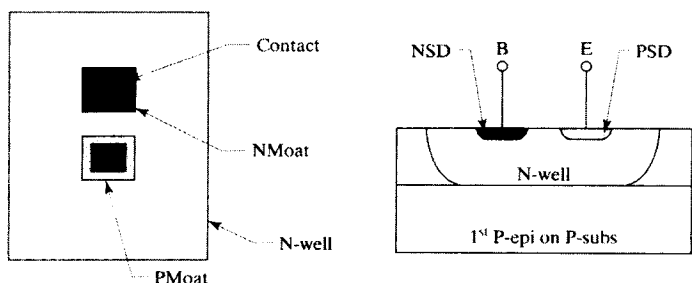 Contact
NMoat
N-well
PMoat
NSD
B
E
PSD
N-well
1st P-epi on P-subs